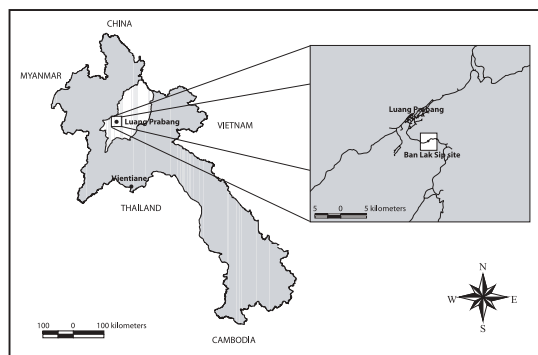 CHINA
MYANMAR
Luang Prabang
VIETNAM
Vientiane
THAILAND
CAMBODIA
100 0 100 kilometers
Luang Prabang
Ban Lak Sip site
5 0 5 kilometers
N
W E
S